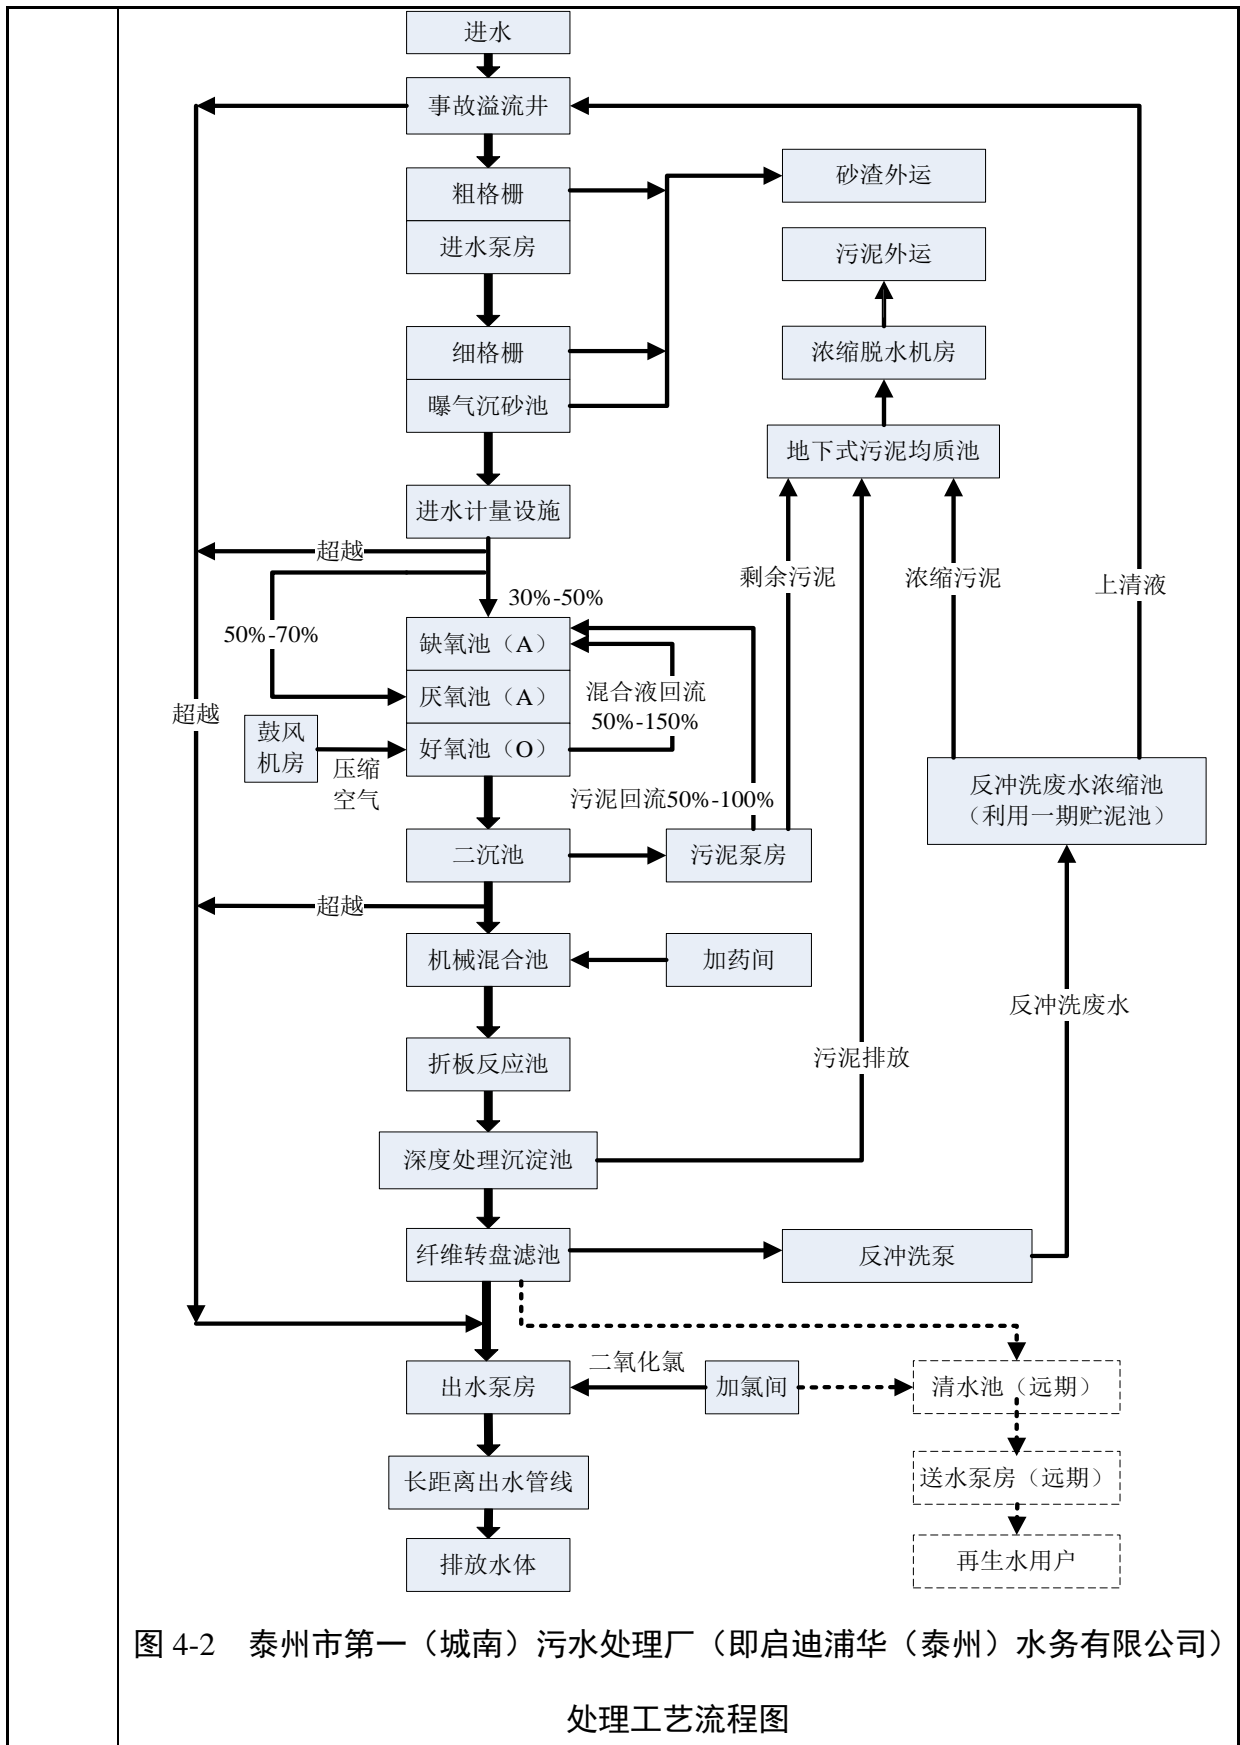 进水
事故溢流井
粗格栅
砂渣外运
进水泵房
污泥外运
细格栅
浓缩脱水机房
曝气沉砂池
地下式污泥均质池
进水计量设施
超越
剩余污泥
浓缩污泥
上清液
30%-50%
50%-70%
缺氧池（A）
厌氧池（A）
混合液回流
50%-150%
超越
鼓风
机房
好氧池（O）
压缩
空气
污泥回流50%-100%
反冲洗废水浓缩池
（利用一期贮泥池）
二沉池
污泥泵房
超越
机械混合池
加药间
反冲洗废水
折板反应池
污泥排放
深度处理沉淀池
纤维转盘滤池
反冲洗泵
二氧化氯
出水泵房
加氯间
清水池（远期）
长距离出水管线
送水泵房（远期）
排放水体
再生水用户
图 4-2 泰州市第一（城南）污水处理厂（即启迪浦华（泰州）水务有限公司）
处理工艺流程图